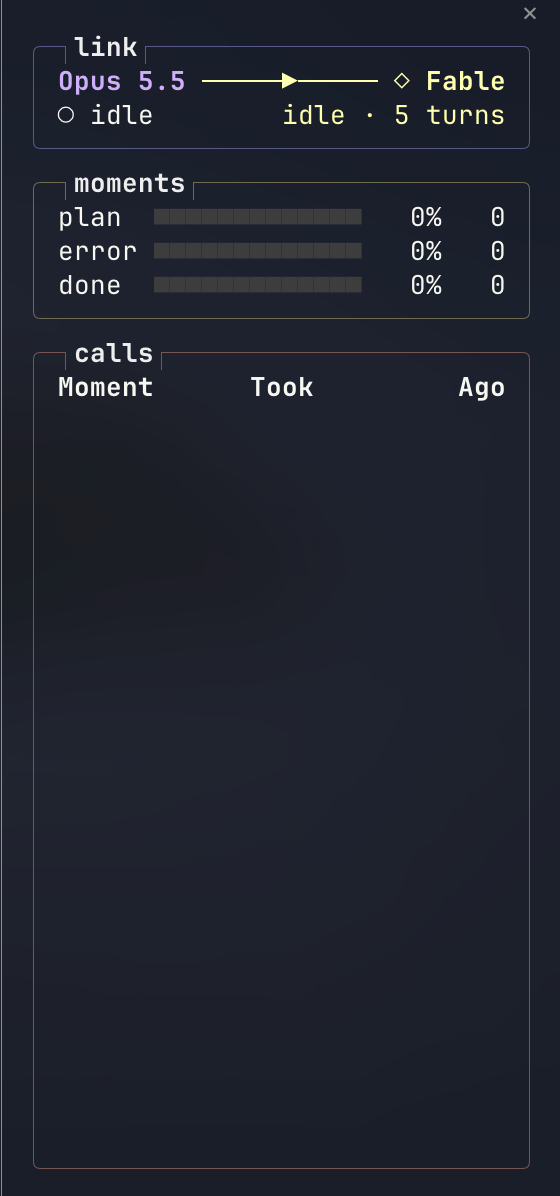 ×
link
Opus 5.5 ◇ Fable
○ idle idle · 5 turns
moments
plan 0% 0
error 0% 0
done 0% 0
calls
Moment Took Ago